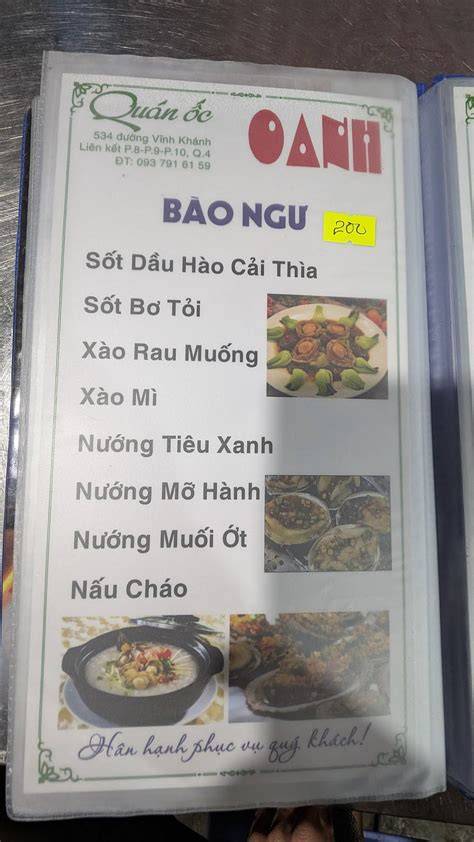 Quán ốc OANH
534 đường Vĩnh Khánh
Liên kết P.8-P.9-P.10, Q.4
ĐT: 093 791 61 59
BÀO NGƯ 200
Sốt Dầu Hào Cải Thìa
Sốt Bơ Tỏi
Xào Rau Muống
Xào Mì
Nướng Tiêu Xanh
Nướng Mỡ Hành
Nướng Muối Ớt
Nấu Cháo
Hân hạnh phục vụ quý khách!